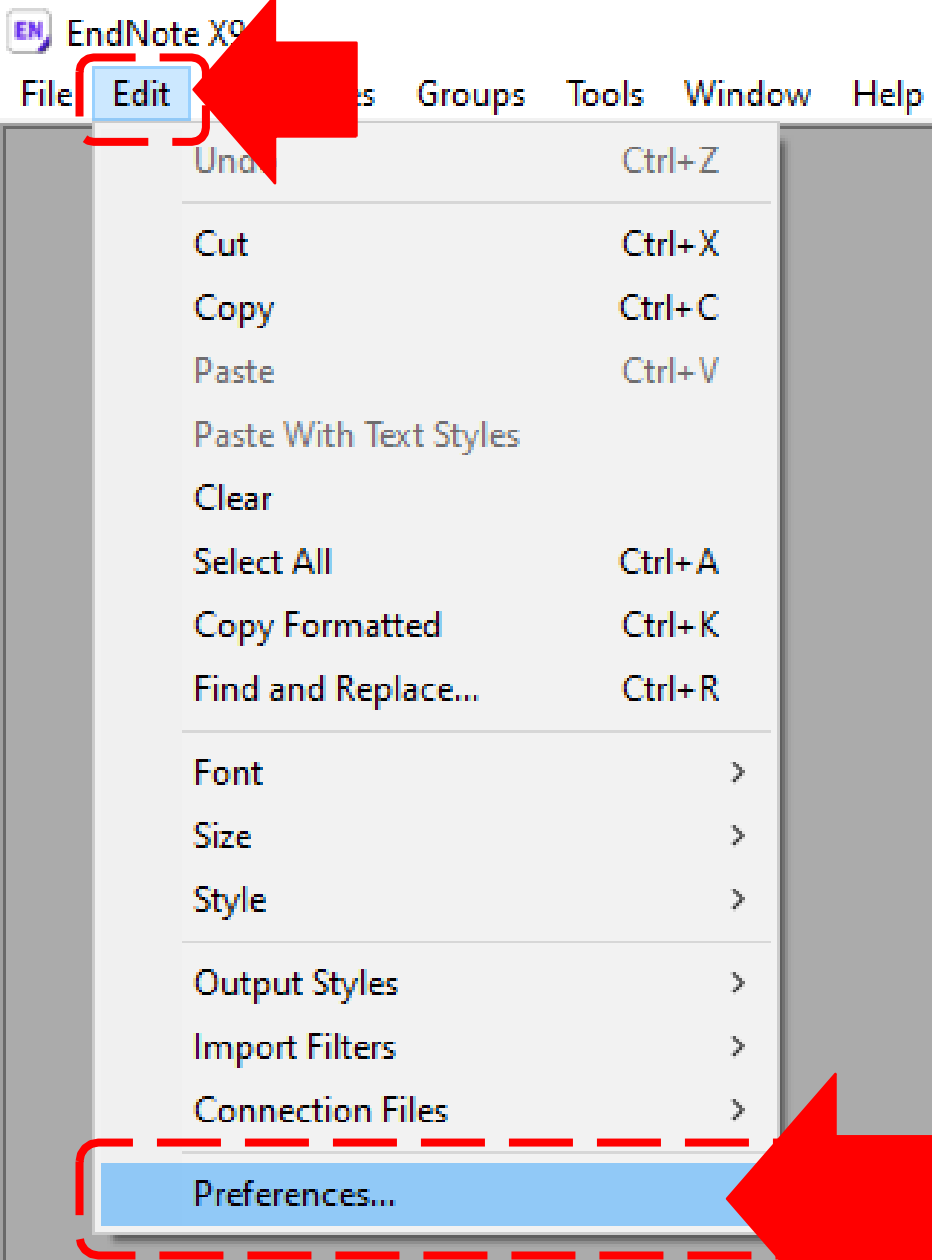 EN EndNote X9
File Edit es Groups Tools Window Help
Und Ctrl+Z
Cut Ctrl+X
Copy Ctrl+C
Paste Ctrl+V
Paste With Text Styles
Clear
Select All Ctrl+A
Copy Formatted Ctrl+K
Find and Replace... Ctrl+R
Font >
Size >
Style >
Output Styles >
Import Filters >
Connection Files >
Preferences...